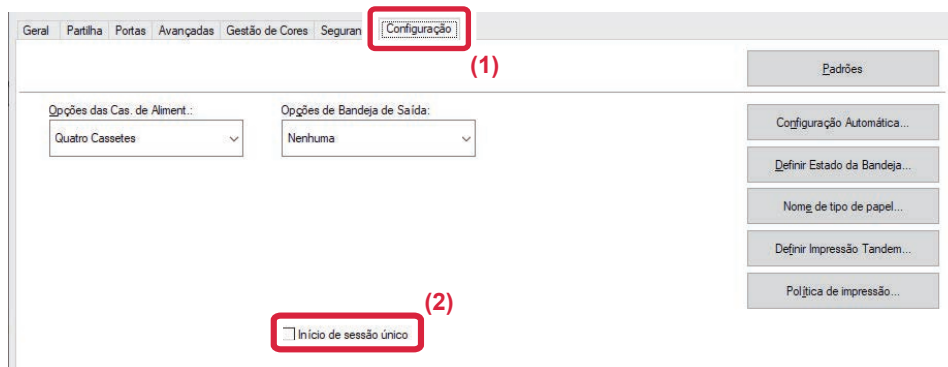 Geral Partilha Portas Avançadas Gestão de Cores Seguran Configuração
(1)
Padrões
Opções das Cas. de Aliment.: Opções de Bandeja de Saída:
Quatro Cassetes Nenhuma
Configuração Automática...
Definir Estado da Bandeja...
Nome de tipo de papel...
Definir Impressão Tandem...
Política de impressão...
(2)
Início de sessão único